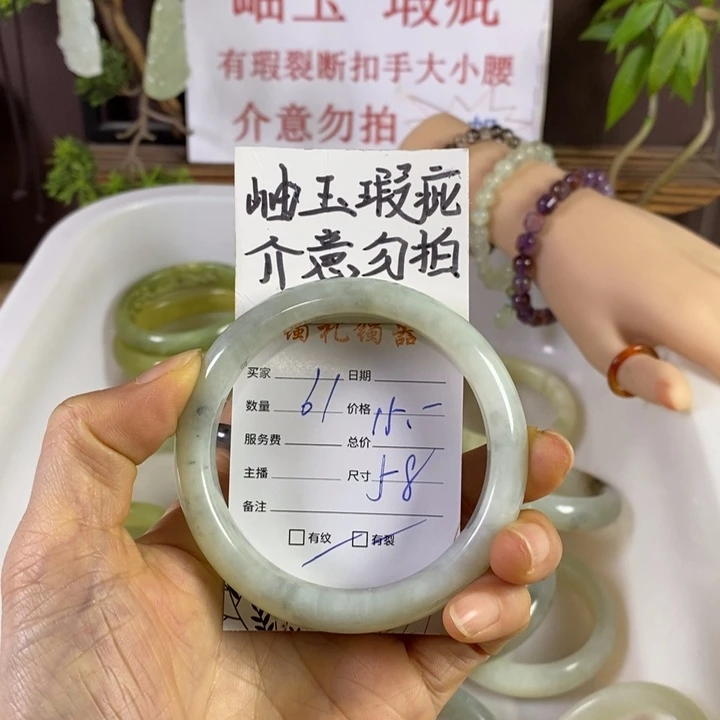 岫玉 瑕疵
有瑕裂断扣手大小腰
介意勿拍
岫玉瑕疵
介意勿拍
买家 61 日期
数量 价格 15.-
服务费 总价
主播 尺寸 58
备注
有纹 有裂